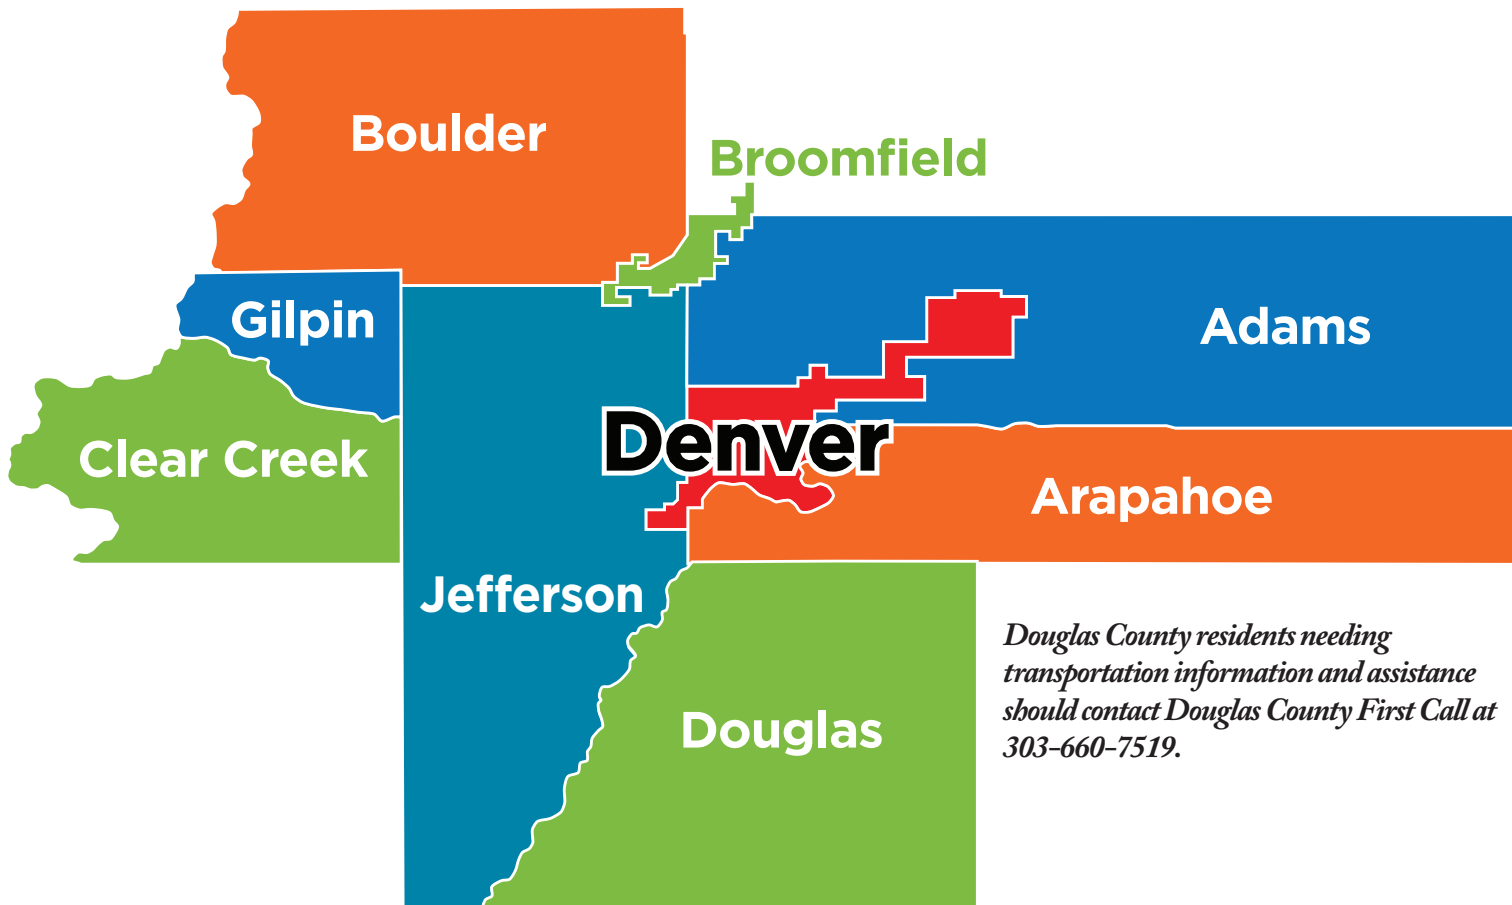 Boulder
Broomfield
Gilpin
Adams
Denver
Clear Creek
Arapahoe
Jefferson
Douglas County residents needing
transportation information and assistance
should contact Douglas County First Call at
303-660-7519.
Douglas